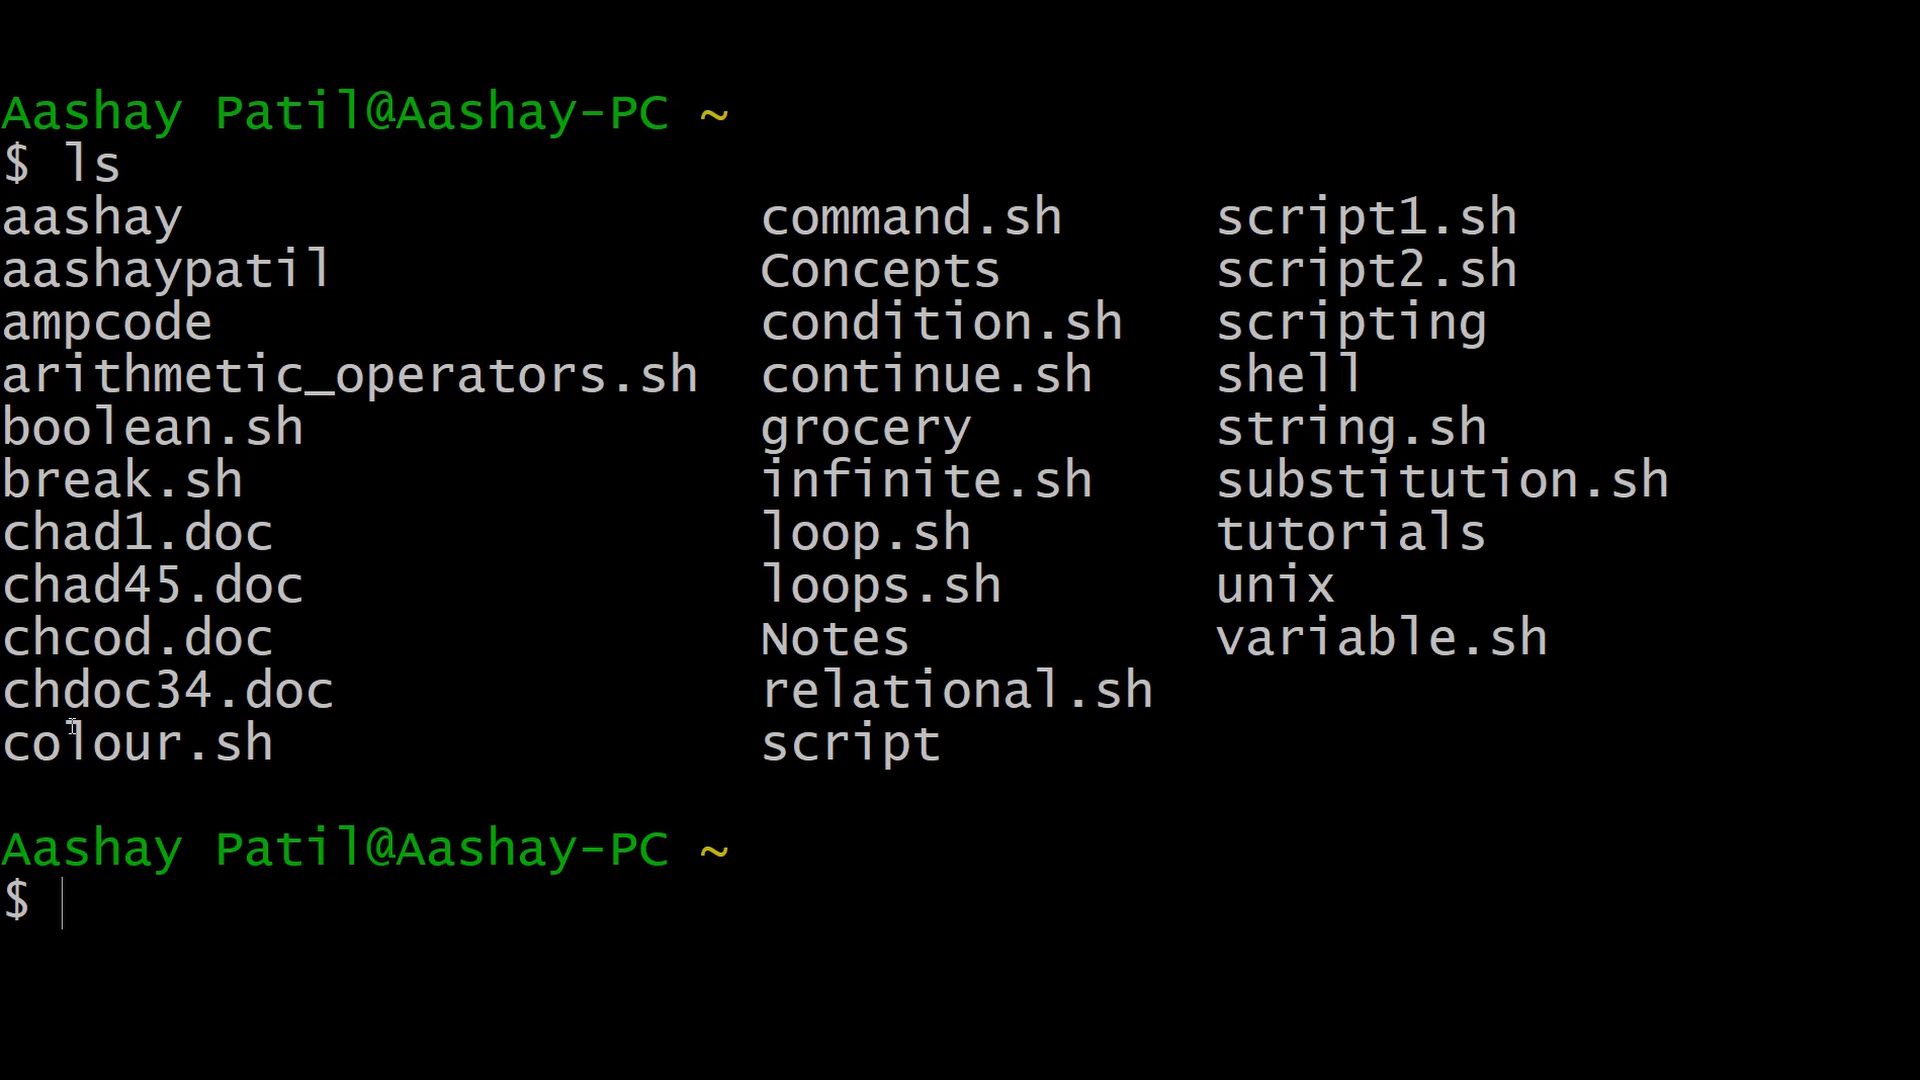 Aashay Patil@Aashay-PC ~
$ ls
aashay command.sh script1.sh
aashaypatil Concepts script2.sh
ampcode condition.sh scripting
arithmetic_operators.sh continue.sh shell
boolean.sh grocery string.sh
break.sh infinite.sh substitution.sh
chad1.doc loop.sh tutorials
chad45.doc loops.sh unix
chcod.doc Notes variable.sh
chdoc34.doc relational.sh
colour.sh script
Aashay Patil@Aashay-PC ~
$